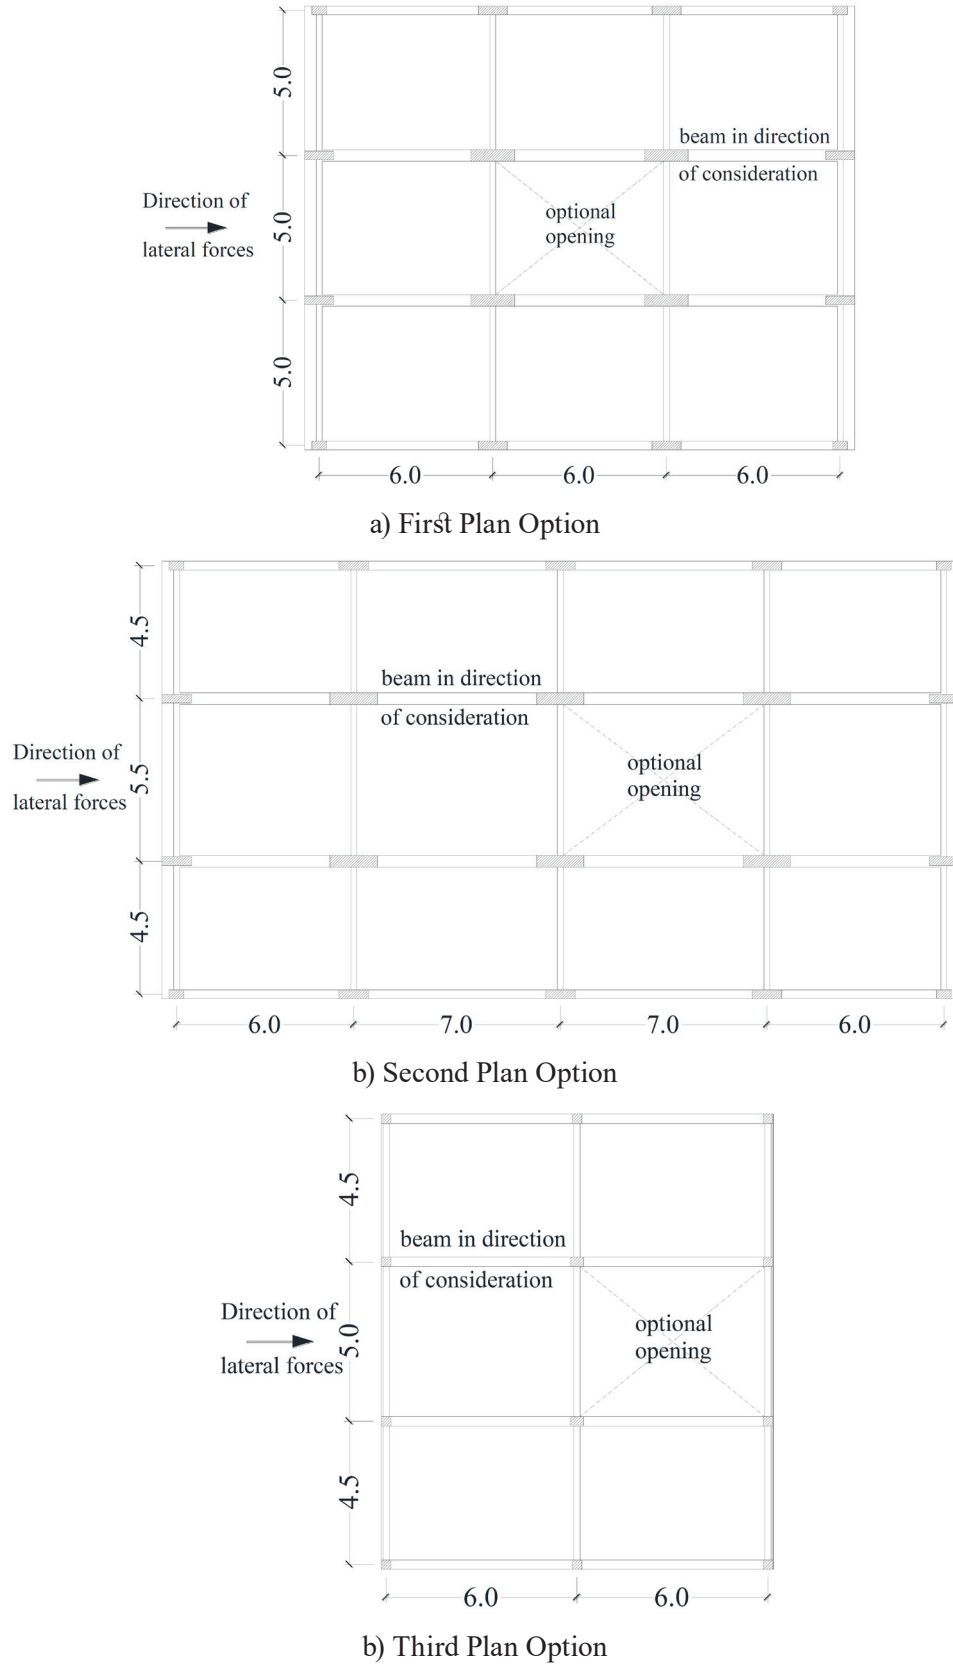 5.0
beam in direction
of consideration
Direction of
lateral forces
5.0
optional
opening
5.0
6.0 6.0 6.0
a) First Plan Option
4.5
beam in direction
of consideration
Direction of
lateral forces
5.5
optional
opening
4.5
6.0 7.0 7.0 6.0
b) Second Plan Option
4.5
beam in direction
of consideration
Direction of
lateral forces
5.0
optional
opening
4.5
6.0 6.0
b) Third Plan Option